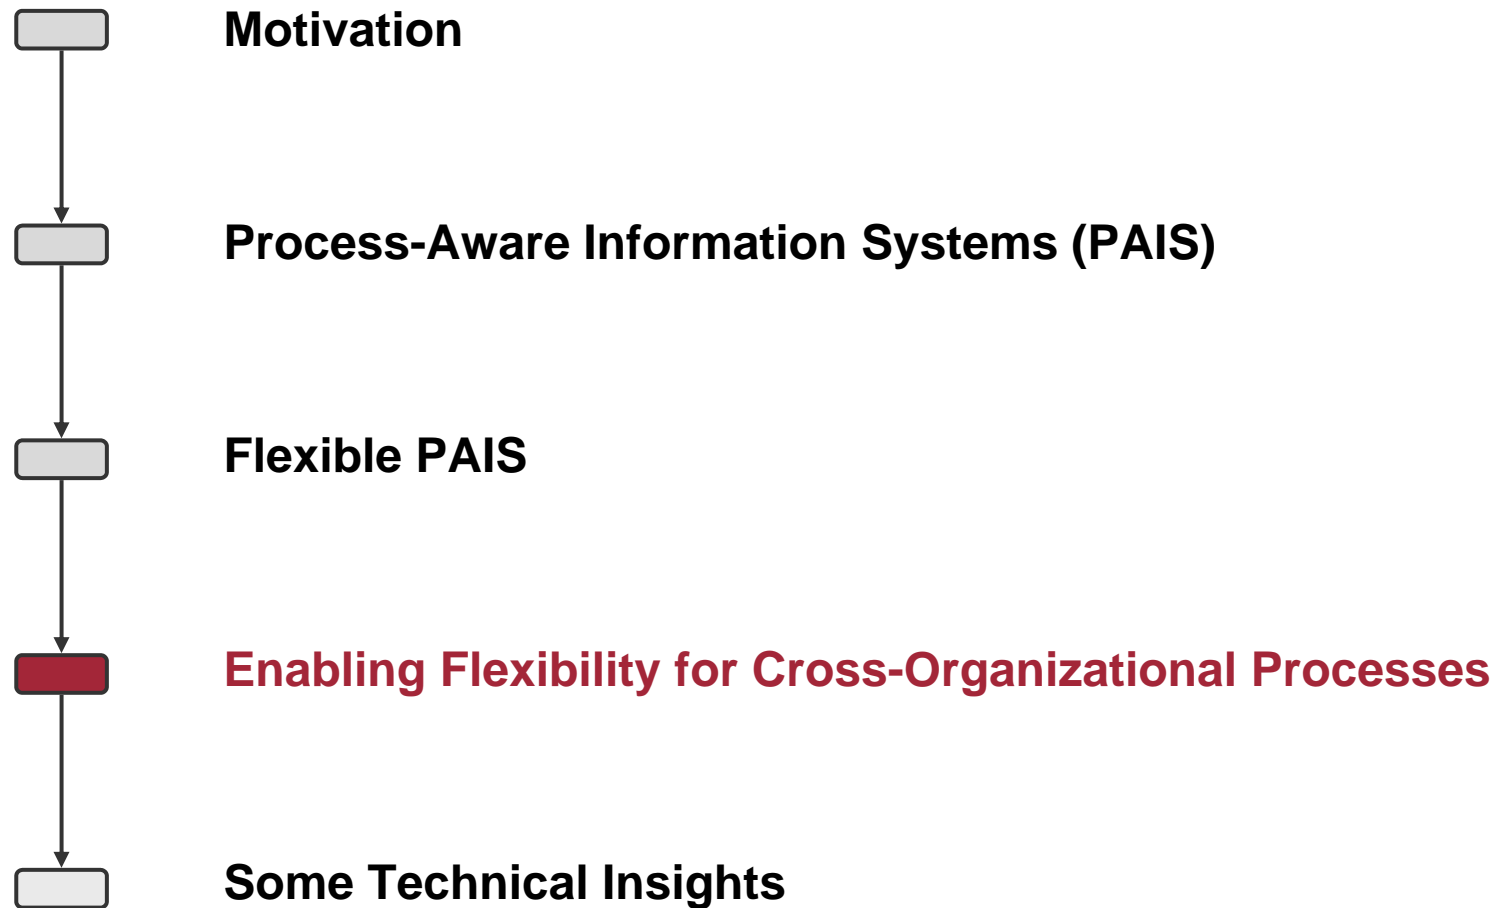 Motivation
Process-Aware Information Systems (PAIS)
Flexible PAIS
Enabling Flexibility for Cross-Organizational Processes
Some Technical Insights